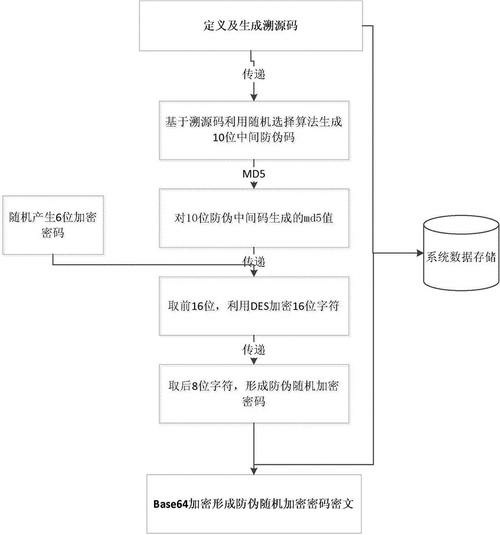 定义及生成溯源码
传递
基于溯源码利用随机选择算法生成
10位中间防伪码
MD5
随机产生6位加密
密码
对10位防伪中间码生成的md5值
系统数据存储
传递
取前16位，利用DES加密16位字符
传递
取后8位字符，形成防伪随机加密
密码
Base64加密形成防伪随机加密密码密文